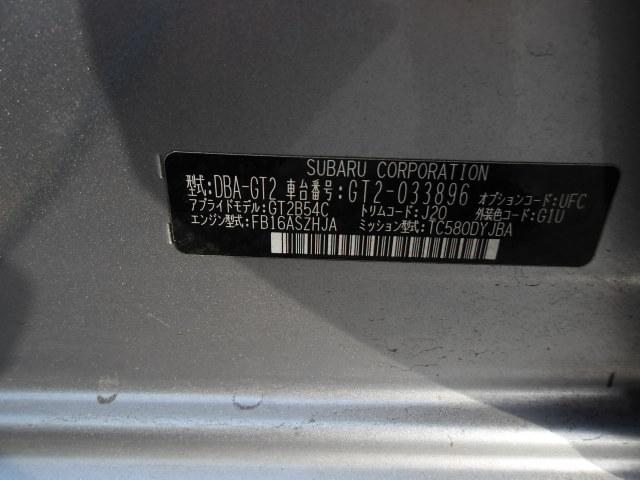 SUBARU CORPORATION
型式:DBA-GT2 車台番号:GT2-033896 オプションコード:UFC
アプライドモデル:GT2B54C トリムコード:J20 外装色コード:G1U
エンジン型式:FB16ASZHJA ミッション型式:TC580DYJBA